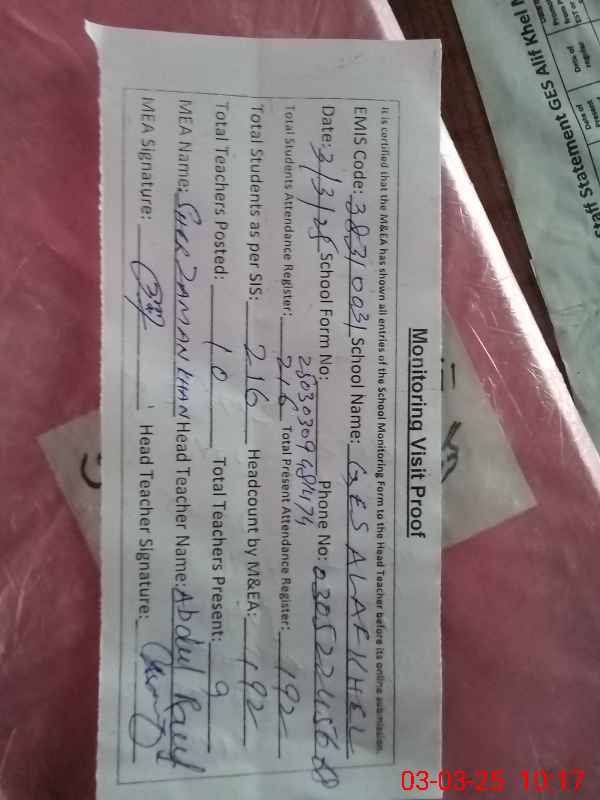 Monitoring Visit Proof
It is certified that the M&EA has shown all entries of the School Monitoring Form to the Head Teacher before its online submission.
EMIS Code: 38310031 School Name: GES ALAF KHEL
Date: 3/3/25 School Form No: Phone No:
Total Students Attendance Register: 216 Total Present Attendance Register: 192
Total Students as per SIS: 216 Headcount by M&EA: 192
Total Teachers Posted: 10 Total Teachers Present: 9
MEA Name: SHER ZAMAN KHAN Head Teacher Name: Abdul Rauf
MEA Signature: Head Teacher Signature:
Staff Statement GES Alif Khel
03-03-25 10:17